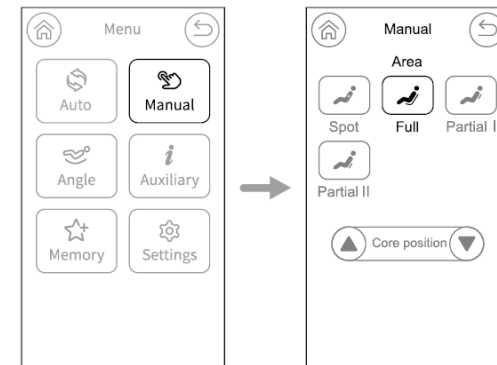 Menu
Auto
Manual
Angle
Auxiliary
Memory
Settings
Manual
Area
Spot
Full
Partial I
Partial II
Core position